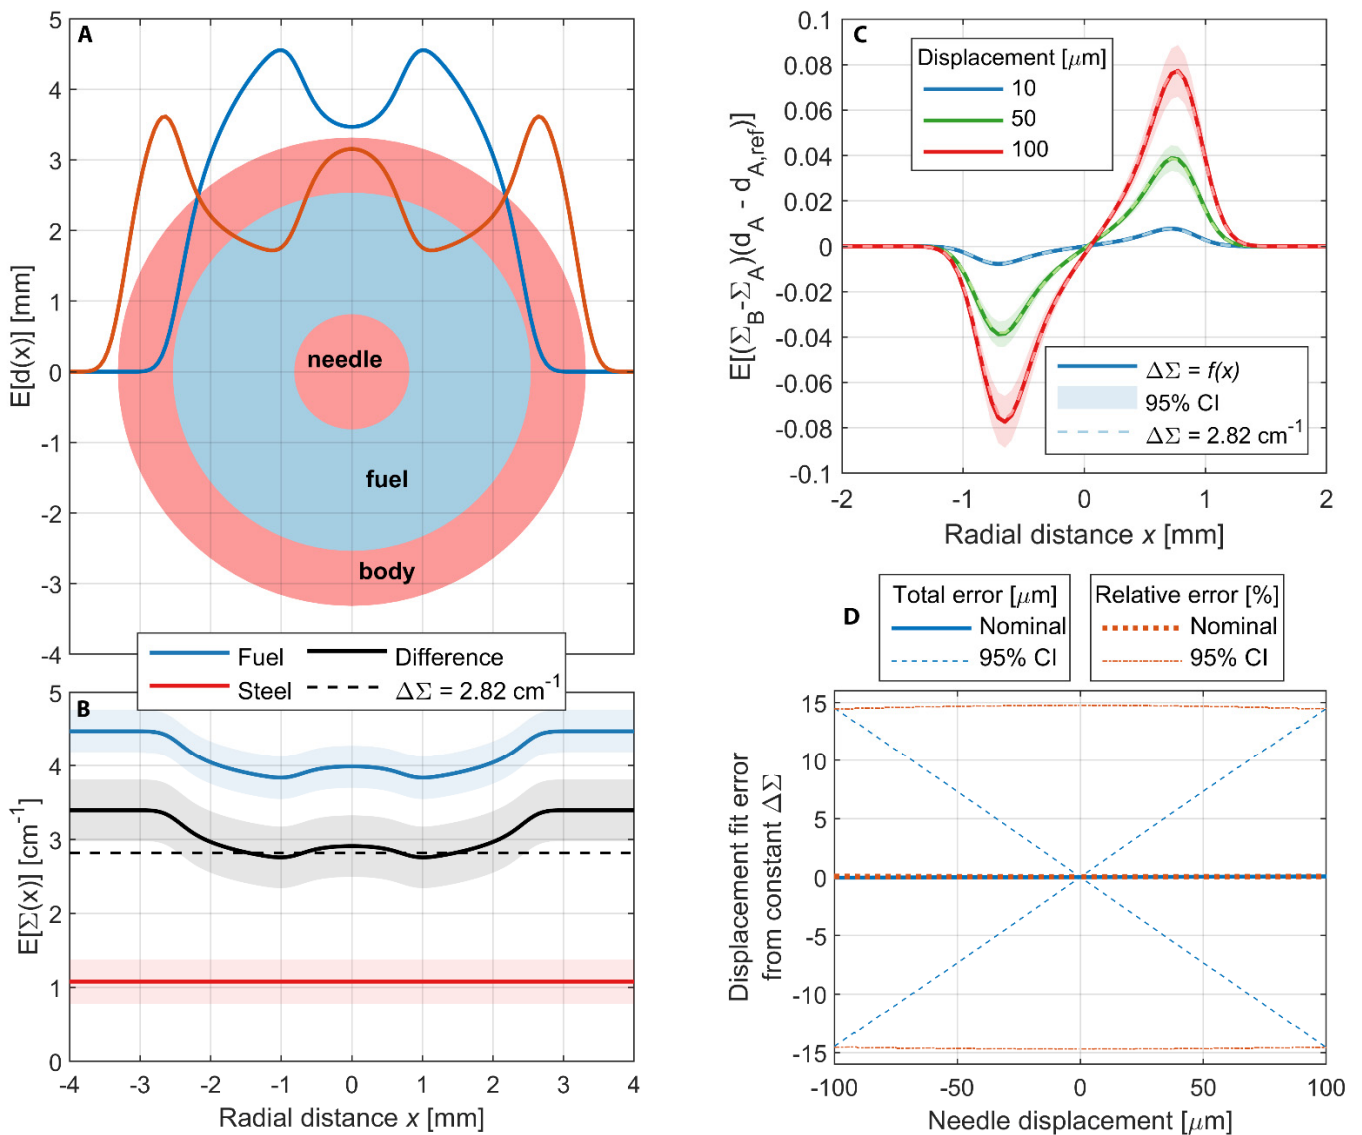 A
E[d(x)] [mm]
5
4
3
2
1
0
-1
-2
-3
-4
needle
fuel
body
Fuel
Steel
Difference
ΔΣ = 2.82 cm⁻¹
B
E[Σ(x)] [cm⁻¹]
5
4
3
2
1
0
-4 -3 -2 -1 0 1 2 3 4
Radial distance x [mm]
C
E[(Σ_B-Σ_A)(d_A - d_A,ref)]
0.1
0.08
0.06
0.04
0.02
0
-0.02
-0.04
-0.06
-0.08
-0.1
Displacement [μm]
10
50
100
ΔΣ = f(x)
95% CI
ΔΣ = 2.82 cm⁻¹
-2 -1 0 1 2
Radial distance x [mm]
D
Total error [μm]
Nominal
95% CI
Relative error [%]
Nominal
95% CI
Displacement fit error
from constant ΔΣ
15
10
5
0
-5
-10
-15
-100 -50 0 50 100
Needle displacement [μm]